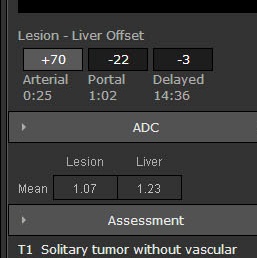 Lesion - Liver Offset
+70 -22 -3
Arterial Portal Delayed
0:25 1:02 14:36
ADC
Lesion Liver
Mean 1.07 1.23
Assessment
T1 Solitary tumor without vascular